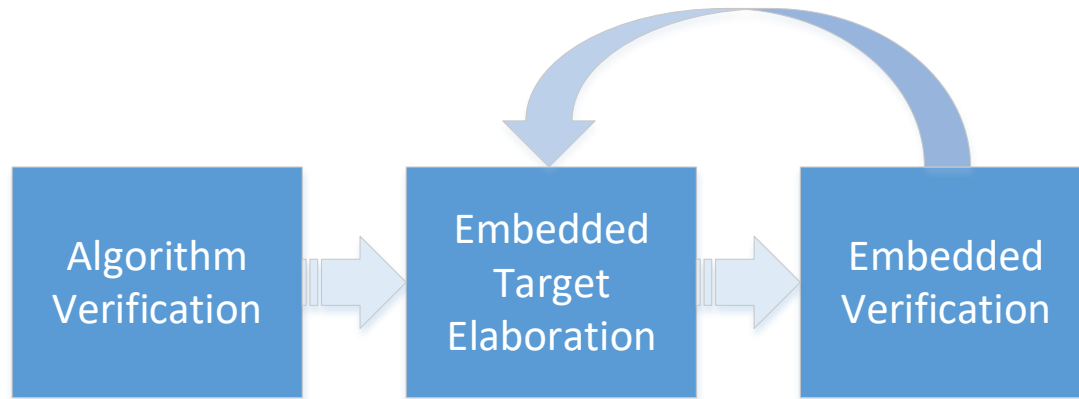 Algorithm
Verification
Embedded
Target
Elaboration
Embedded
Verification